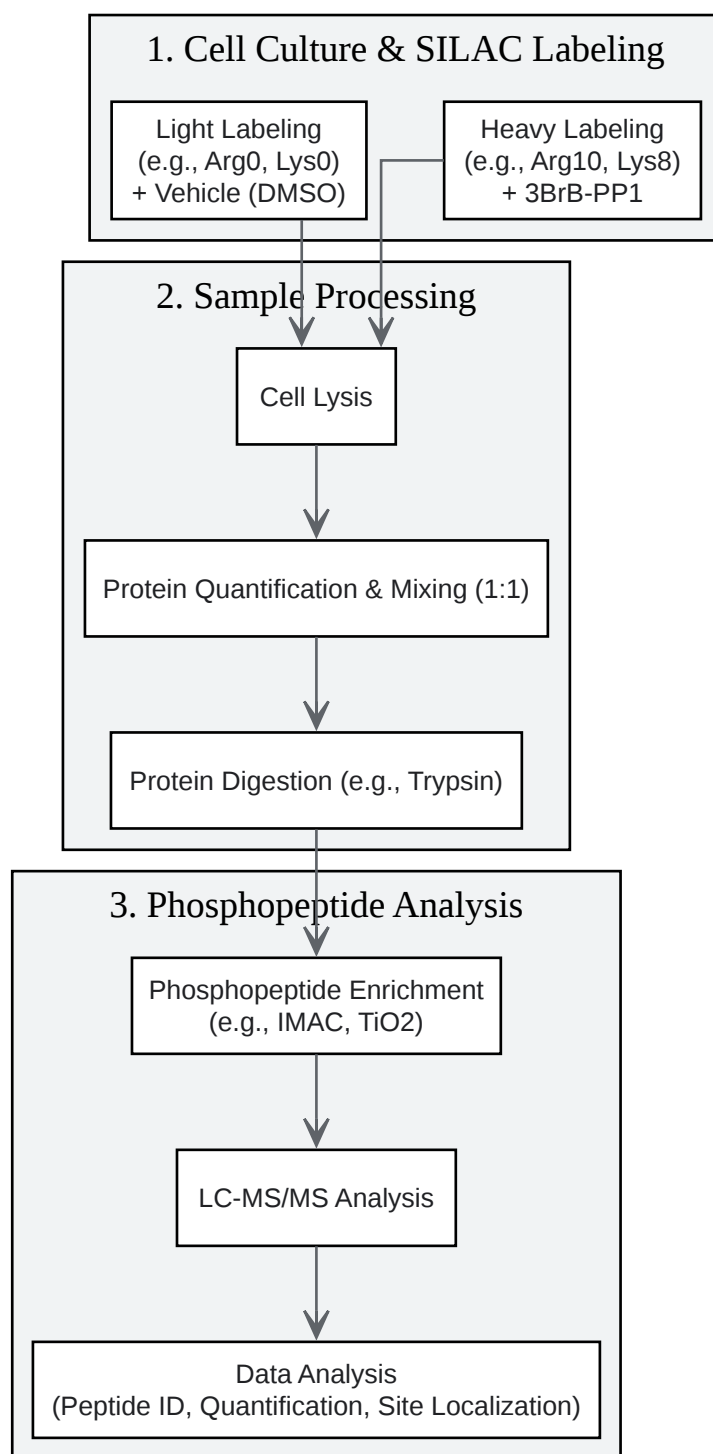 1. Cell Culture & SILAC Labeling
Light Labeling
(e.g., Arg0, Lys0)
+ Vehicle (DMSO)
Heavy Labeling
(e.g., Arg10, Lys8)
+ 3BrB-PP1
2. Sample Processing
Cell Lysis
Protein Quantification & Mixing (1:1)
Protein Digestion (e.g., Trypsin)
3. Phosphopeptide Analysis
Phosphopeptide Enrichment
(e.g., IMAC, TiO2)
LC-MS/MS Analysis
Data Analysis
(Peptide ID, Quantification, Site Localization)